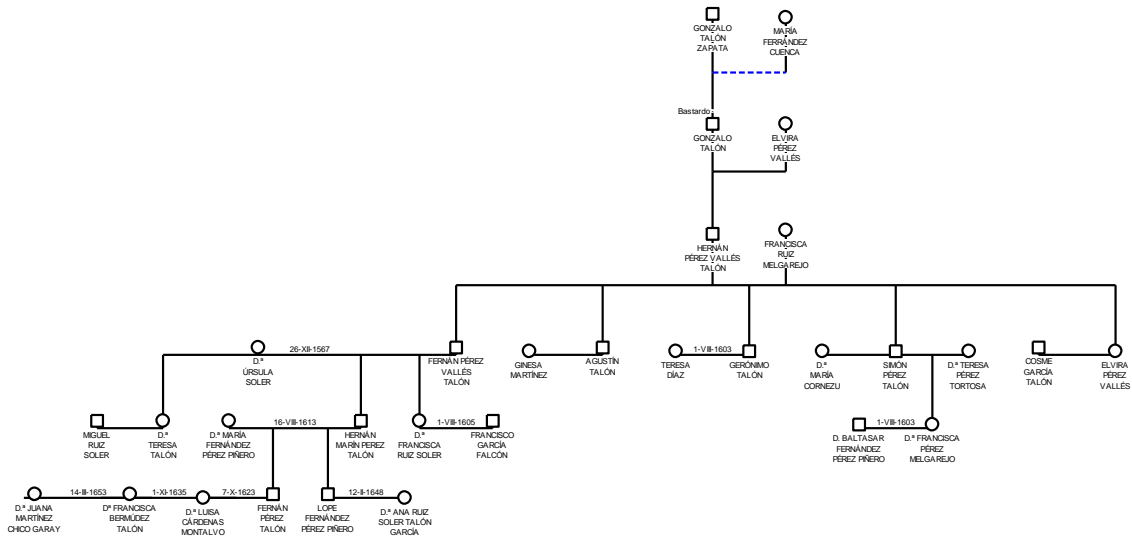 GONZALO
TALÓN
ZAPATA
MARÍA
FERRÁNDEZ
CUENCA
Bastardo
GONZALO
TALÓN
ELVIRA
PÉREZ
VALLÉS
HERNÁN
PÉREZ VALLÉS
TALÓN
FRANCISCA
RUIZ
MELGAREJO
26-XII-1567
D.ª
ÚRSULA
SOLER
FERNÁN PÉREZ
VALLÉS
TALÓN
GINESA
MARTÍNEZ
AGUSTÍN
TALÓN
1-VIII-1603
TERESA
DÍAZ
GERÓNIMO
TALÓN
D.ª
MARÍA
CORNEZU
SIMÓN
PÉREZ
TALÓN
D.ª TERESA
PÉREZ
TORTOSA
COSME
GARCÍA
TALÓN
ELVIRA
PÉREZ
VALLÉS
MIGUEL
RUIZ
SOLER
D.ª
TERESA
TALÓN
16-VIII-1613
D.ª MARÍA
FERNÁNDEZ
PÉREZ PIÑERO
HERNÁN
MARÍN PEREZ
TALÓN
1-VIII-1605
D.ª
FRANCISCA
RUIZ SOLER
FRANCISCO
GARCÍA
FALCÓN
1-VIII-1603
D. BALTASAR
FERNÁNDEZ
PÉREZ PIÑERO
D.ª FRANCISCA
PÉREZ
MELGAREJO
14-III-1653
1-XI-1635
7-X-1623
12-II-1648
D.ª JUANA
MARTÍNEZ
CHICO GARAY
Dª FRANCISCA
BERMÚDEZ
TALÓN
D.ª LUISA
CÁRDENAS
MONTALVO
FERNÁN
PÉREZ
TALÓN
LOPE
FERNÁNDEZ
PÉREZ PIÑERO
D.ª ANA RUIZ
SOLER TALÓN
GARCÍA